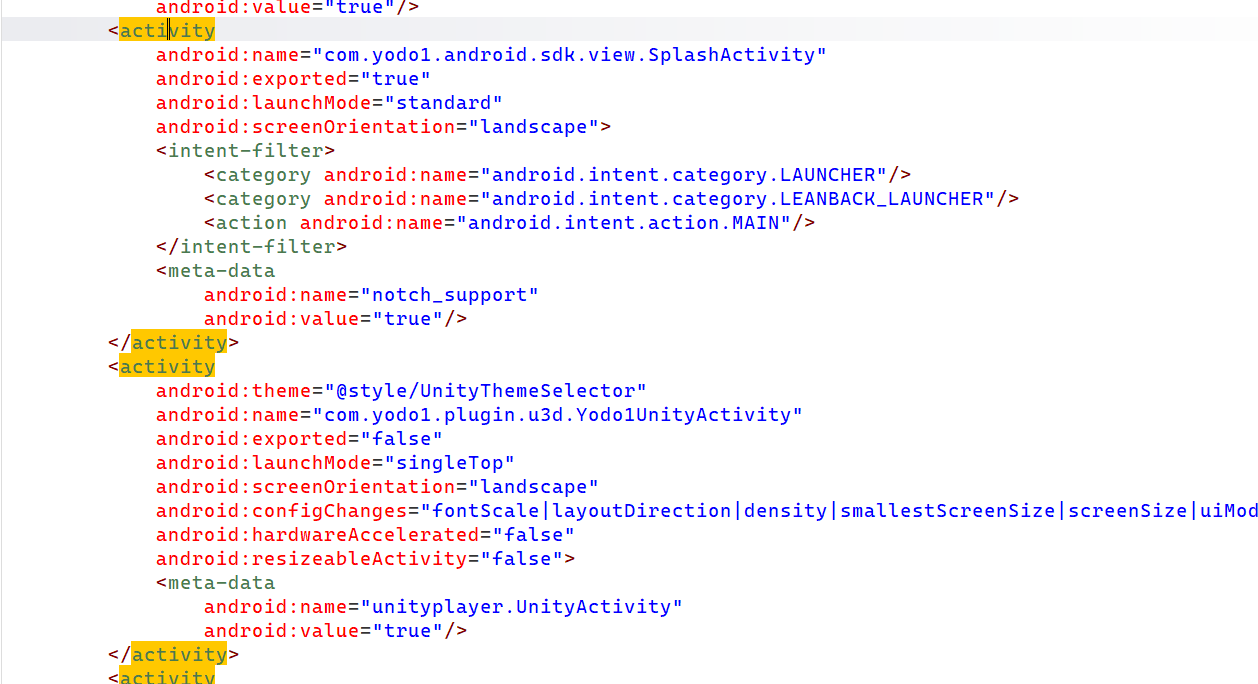 android:value="true"/>
<activity
android:name="com.yodo1.android.sdk.view.SplashActivity"
android:exported="true"
android:launchMode="standard"
android:screenOrientation="landscape">
<intent-filter>
<category android:name="android.intent.category.LAUNCHER"/>
<category android:name="android.intent.category.LEANBACK_LAUNCHER"/>
<action android:name="android.intent.action.MAIN"/>
</intent-filter>
<meta-data
android:name="notch_support"
android:value="true"/>
</activity>
<activity
android:theme="@style/UnityThemeSelector"
android:name="com.yodo1.plugin.u3d.Yodo1UnityActivity"
android:exported="false"
android:launchMode="singleTop"
android:screenOrientation="landscape"
android:configChanges="fontScale|layoutDirection|density|smallestScreenSize|screenSize|uiMod
android:hardwareAccelerated="false"
android:resizeableActivity="false">
<meta-data
android:name="unityplayer.UnityActivity"
android:value="true"/>
</activity>
<activity